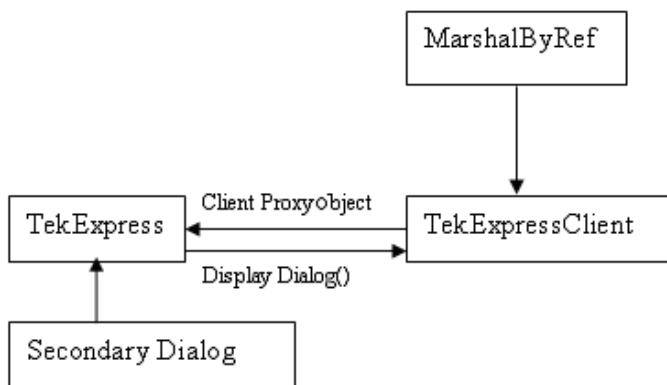 MarshalByRef
Client Proxyobject
TekExpress
TekExpressClient
Display Dialog()
Secondary Dialog